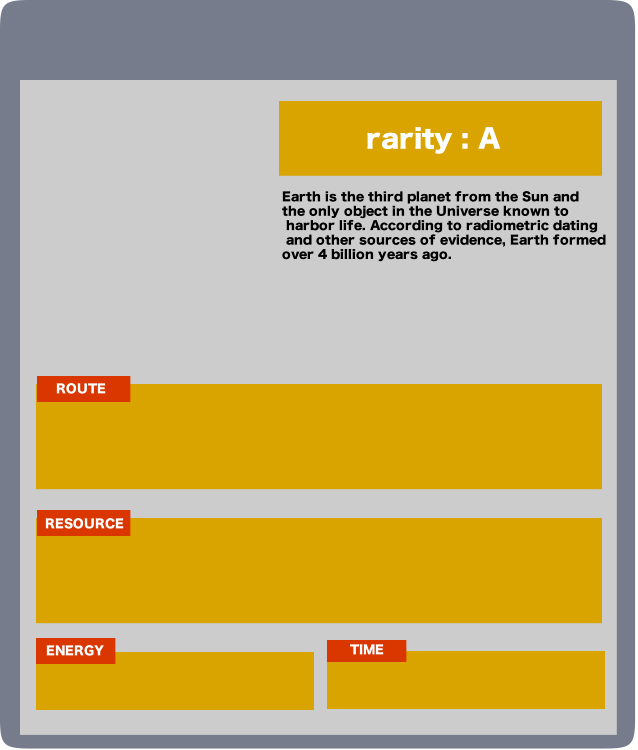 rarity : A
Earth is the third planet from the Sun and
the only object in the Universe known to
harbor life. According to radiometric dating
and other sources of evidence, Earth formed
over 4 billion years ago.
ROUTE
RESOURCE
ENERGY
TIME